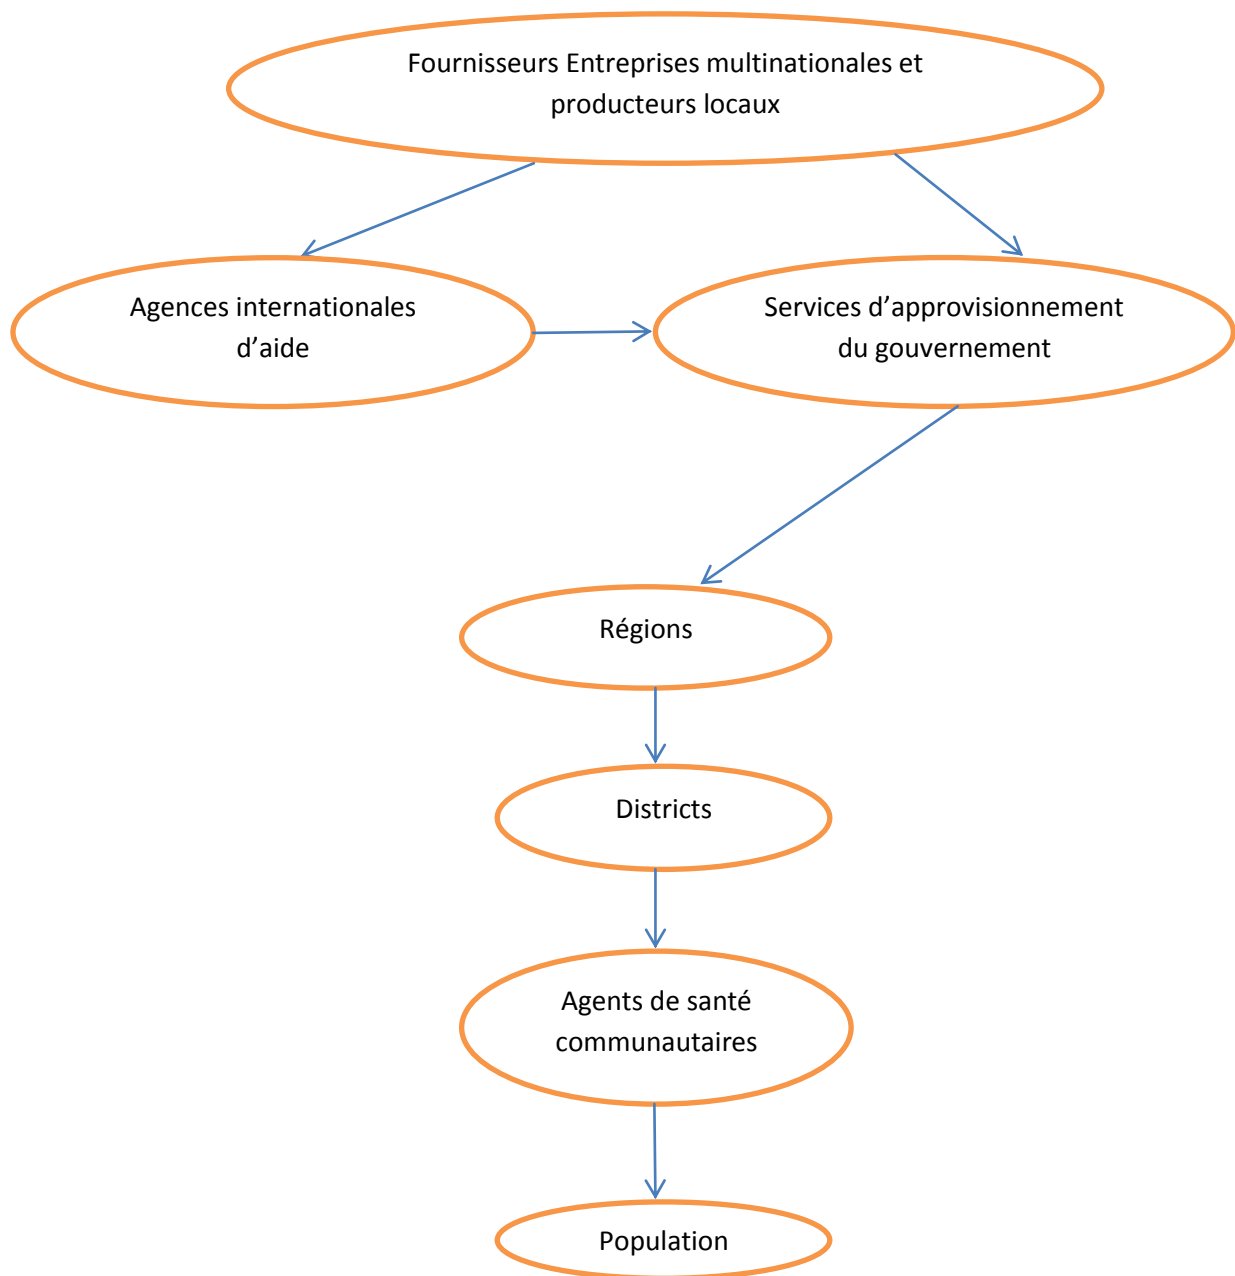 Fournisseurs Entreprises multinationales et
producteurs locaux
Agences internationales
d’aide
Services d’approvisionnement
du gouvernement
Régions
Districts
Agents de santé
communautaires
Population